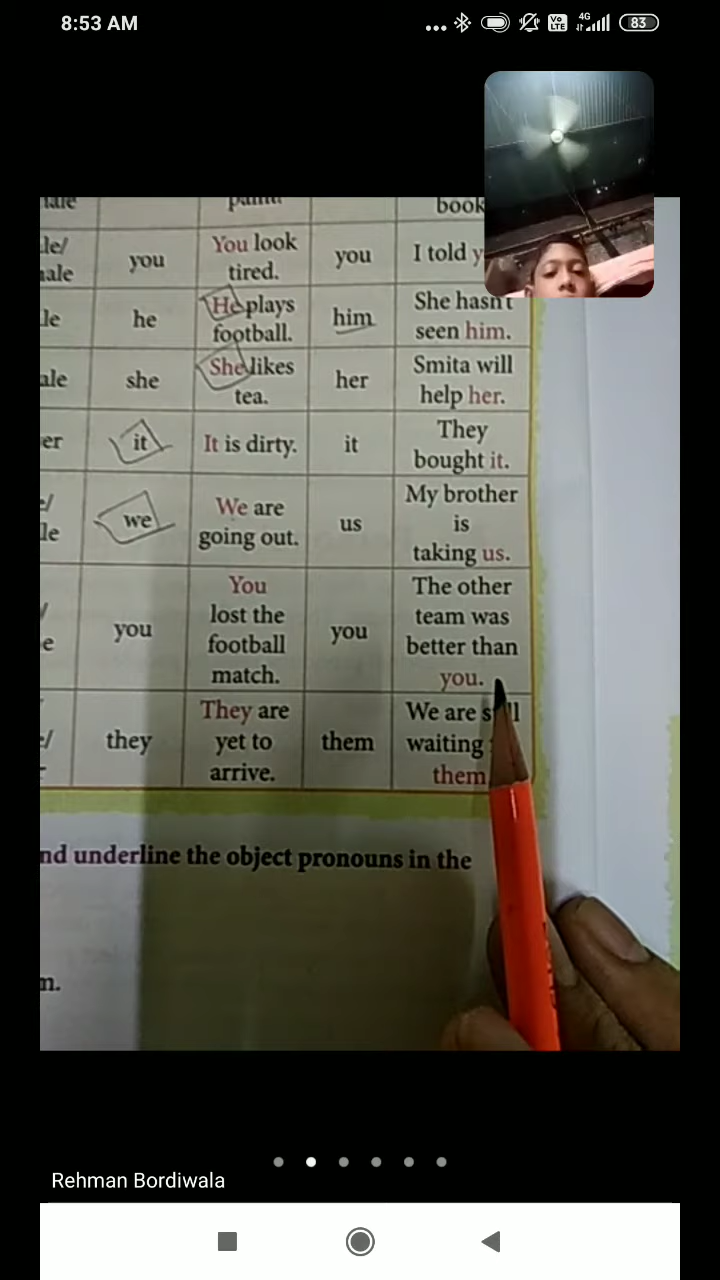 8:53 AM
Vo
LTE
4G
83
book
le/
ale
you
You look
tired.
you
I told y
le
he
He plays
football.
him
She hasn't
seen him.
ale
she
She likes
tea.
her
Smita will
help her.
er
it
It is dirty.
it
They
bought it.
/
le
we
We are
going out.
us
My brother
is
taking us.
/
e
you
You
lost the
football
match.
you
The other
team was
better than
you.
/
they
They are
yet to
arrive.
them
We are still
waiting
them
nd underline the object pronouns in the
m.
Rehman Bordiwala